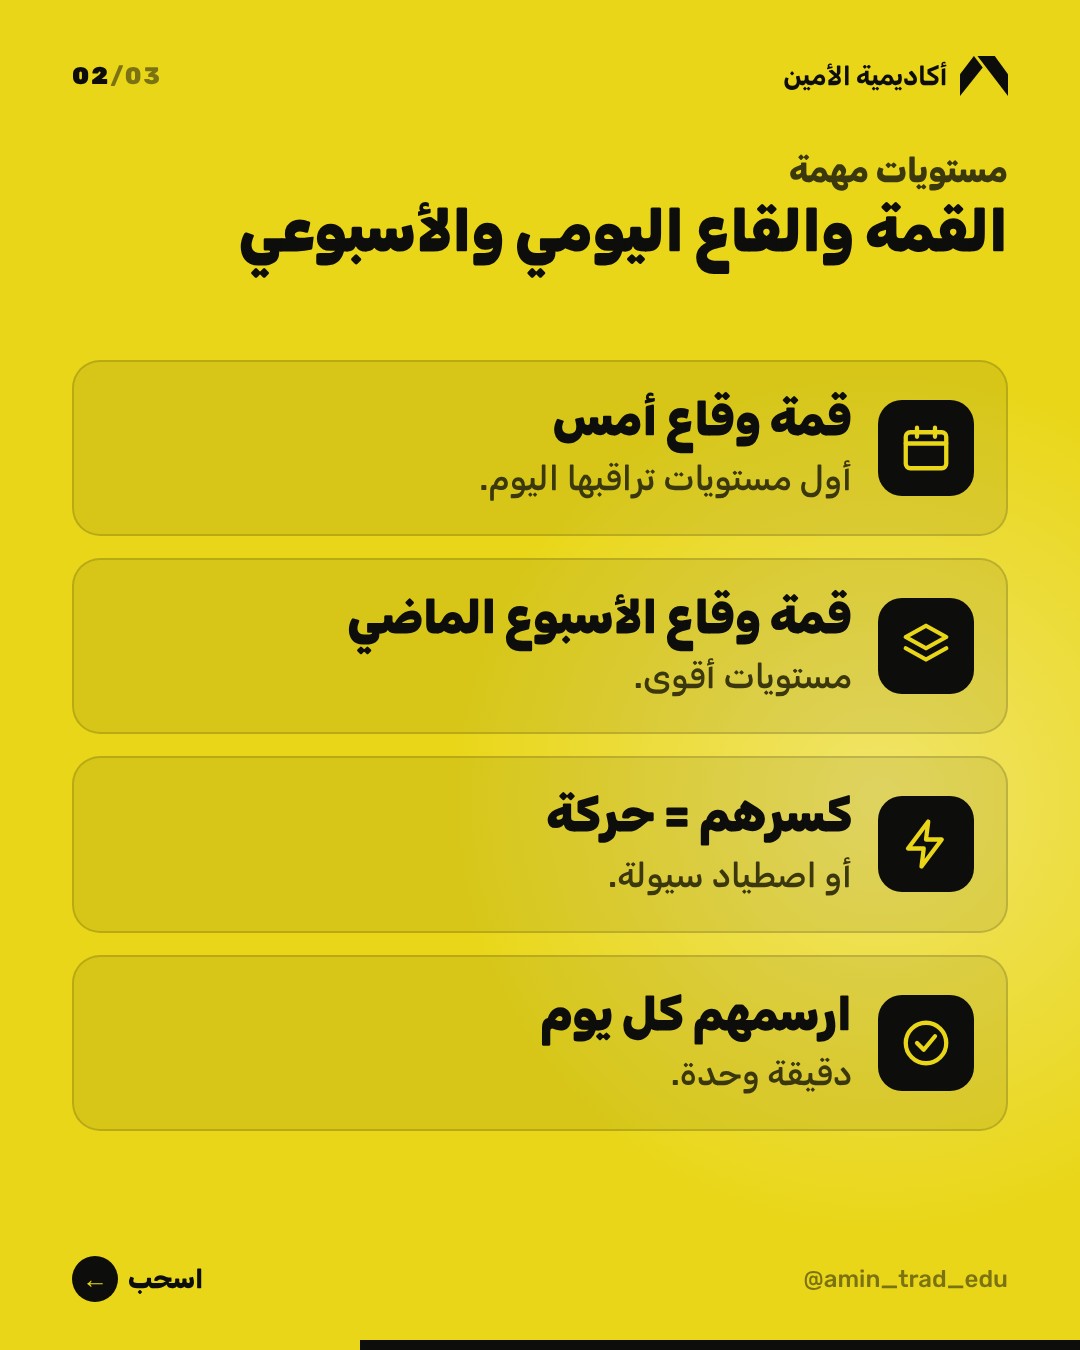 أكاديمية الأمين
02/03
مستويات مهمة
القمة والقاع اليومي والأسبوعي
قمة وقاع أمس
أول مستويات تراقبها اليوم.
قمة وقاع الأسبوع الماضي
مستويات أقوى.
كسرهم = حركة
أو اصطياد سيولة.
ارسمهم كل يوم
دقيقة وحدة.
@amin_trad_edu
اسحب ←